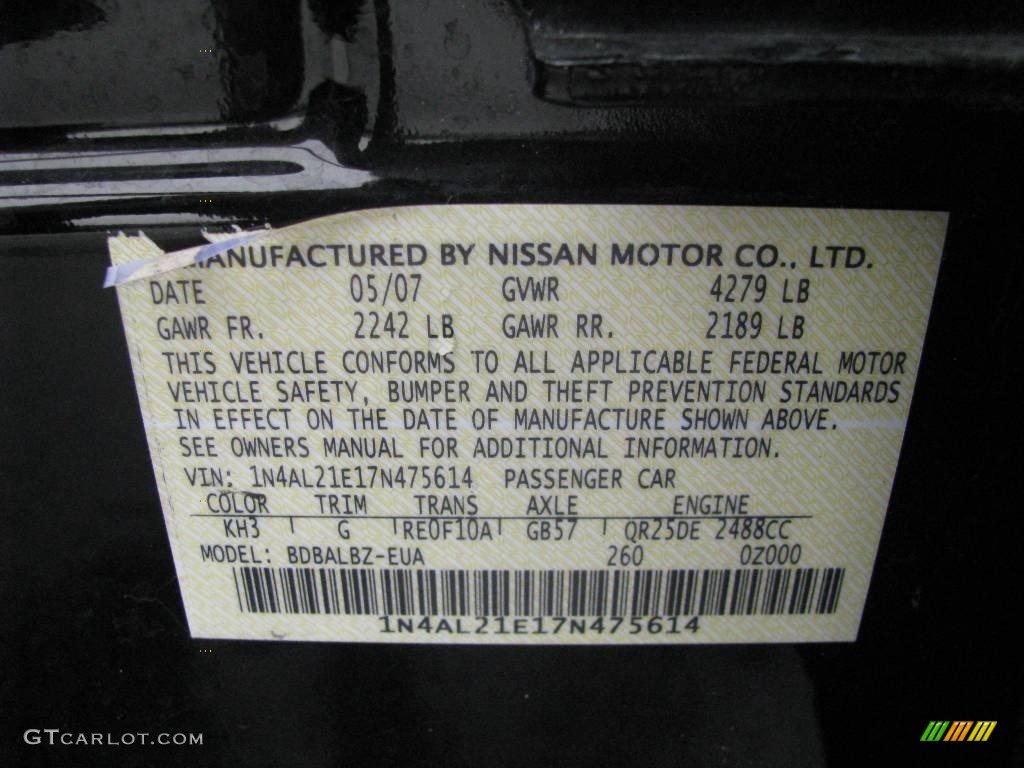 MANUFACTURED BY NISSAN MOTOR CO., LTD.
DATE 05/07 GVWR 4279 LB
GAWR FR. 2242 LB GAWR RR. 2189 LB
THIS VEHICLE CONFORMS TO ALL APPLICABLE FEDERAL MOTOR
VEHICLE SAFETY, BUMPER AND THEFT PREVENTION STANDARDS
IN EFFECT ON THE DATE OF MANUFACTURE SHOWN ABOVE.
SEE OWNERS MANUAL FOR ADDITIONAL INFORMATION.
VIN: 1N4AL21E17N475614 PASSENGER CAR
COLOR TRIM TRANS AXLE ENGINE
KH3 G RE0F10A GB57 QR25DE 2488CC
MODEL: BDBALBZ-EUA 260 0Z000
1N4AL21E17N475614
GTCARLOT.COM